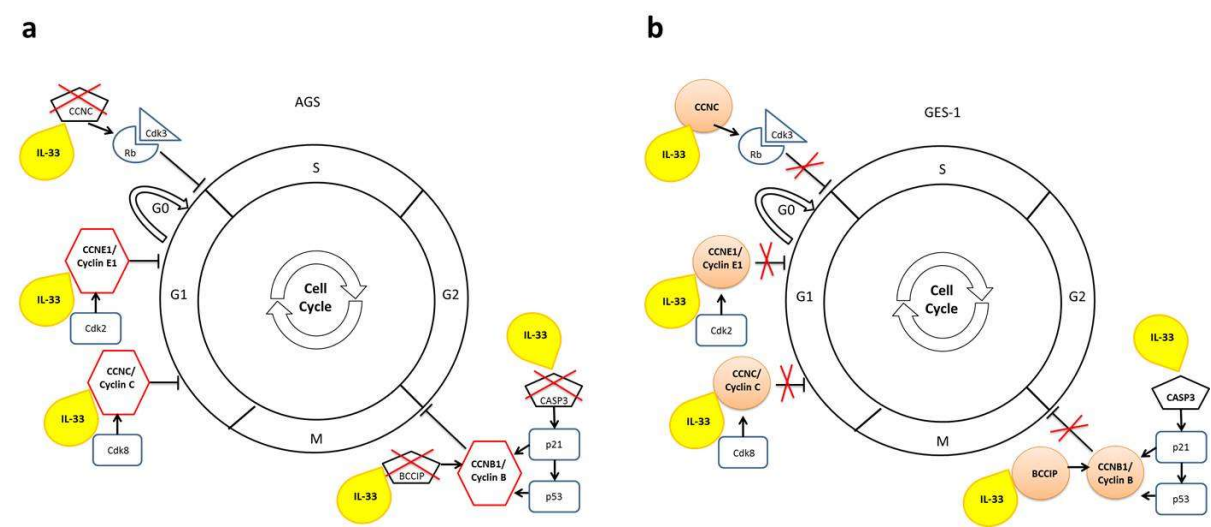 a
AGS
CCNC
IL-33
Cdk3
Rb
G0
S
CCNE1/
Cyclin E1
IL-33
Cdk2
G1
Cell
Cycle
G2
CCNC/
Cyclin C
IL-33
Cdk8
M
IL-33
CASP3
p21
BCCIP
IL-33
CCNB1/
Cyclin B
p53
b
GES-1
CCNC
IL-33
Cdk3
Rb
G0
S
CCNE1/
Cyclin E1
IL-33
Cdk2
G1
Cell
Cycle
G2
CCNC/
Cyclin C
IL-33
Cdk8
M
IL-33
CASP3
p21
BCCIP
IL-33
CCNB1/
Cyclin B
p53